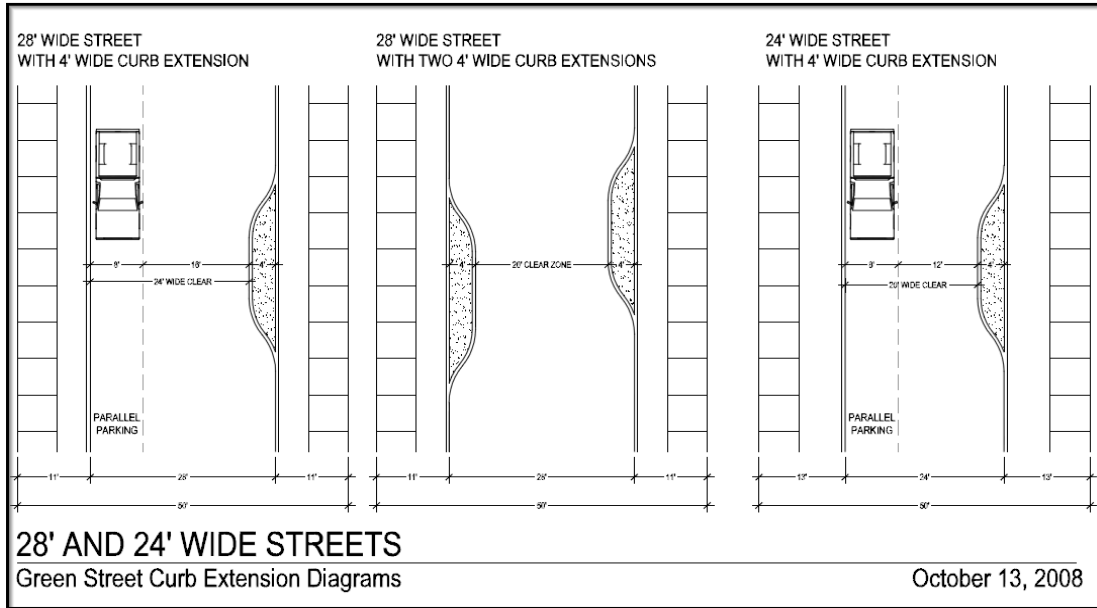 28' WIDE STREET
WITH 4' WIDE CURB EXTENSION
8'
16'
4'
24' WIDE CLEAR
PARALLEL
PARKING
11'
28'
11'
50'
28' WIDE STREET
WITH TWO 4' WIDE CURB EXTENSIONS
4'
20' CLEAR ZONE
4'
11'
28'
11'
50'
24' WIDE STREET
WITH 4' WIDE CURB EXTENSION
8'
12'
4'
20' WIDE CLEAR
PARALLEL
PARKING
13'
24'
13'
50'
28' AND 24' WIDE STREETS
Green Street Curb Extension Diagrams
October 13, 2008